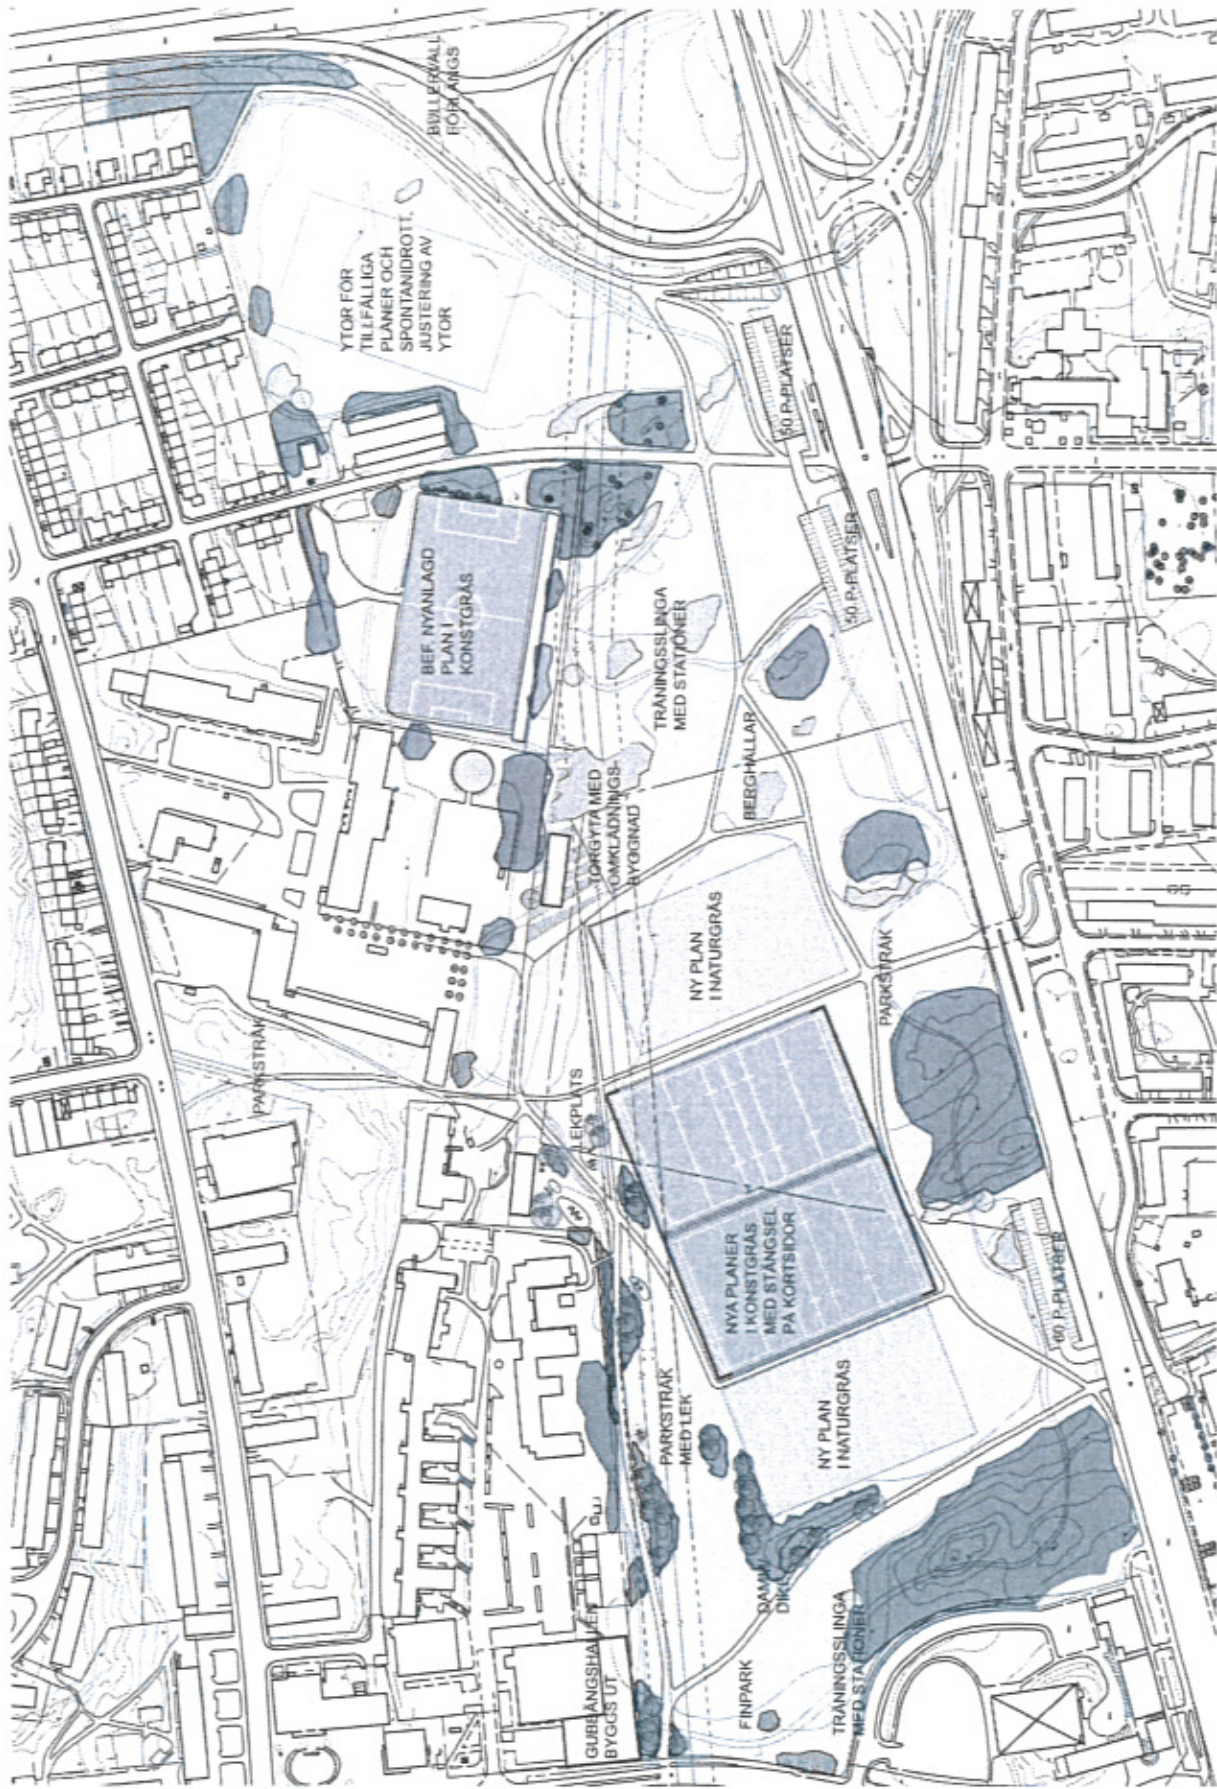 BULLERVALL
FÖRLÄNGS
YTOR FÖR
TILLFÄLLIGA
PLANER OCH
SPONTANIDROTT,
JUSTERING AV
YTOR
50 P-PLATSER
50 P-PLATSER
BEF. NYANLAGD
PLAN I
KONSTGRÄS
TRÄNINGSSLINGA
MED STATIONER
BERGHÄLLAR
TORGYTA MED
OMKLÄDNINGS-
BYGGNAD
NY PLAN
I NATURGRÄS
PARKSTRÅK
PARKSTRÅK
LEKPLATS
NYA PLANER
I KONSTGRÄS
MED STÄNGSEL
PÅ KORTSIDOR
60 P-PLATSER
PARKSTRÅK
MED LEK
NY PLAN
I NATURGRÄS
DAMM
DIKE
GUBBÄNGSHALLEN
BYGGS UT
FINPARK
TRÄNINGSSLINGA
MED STATIONER